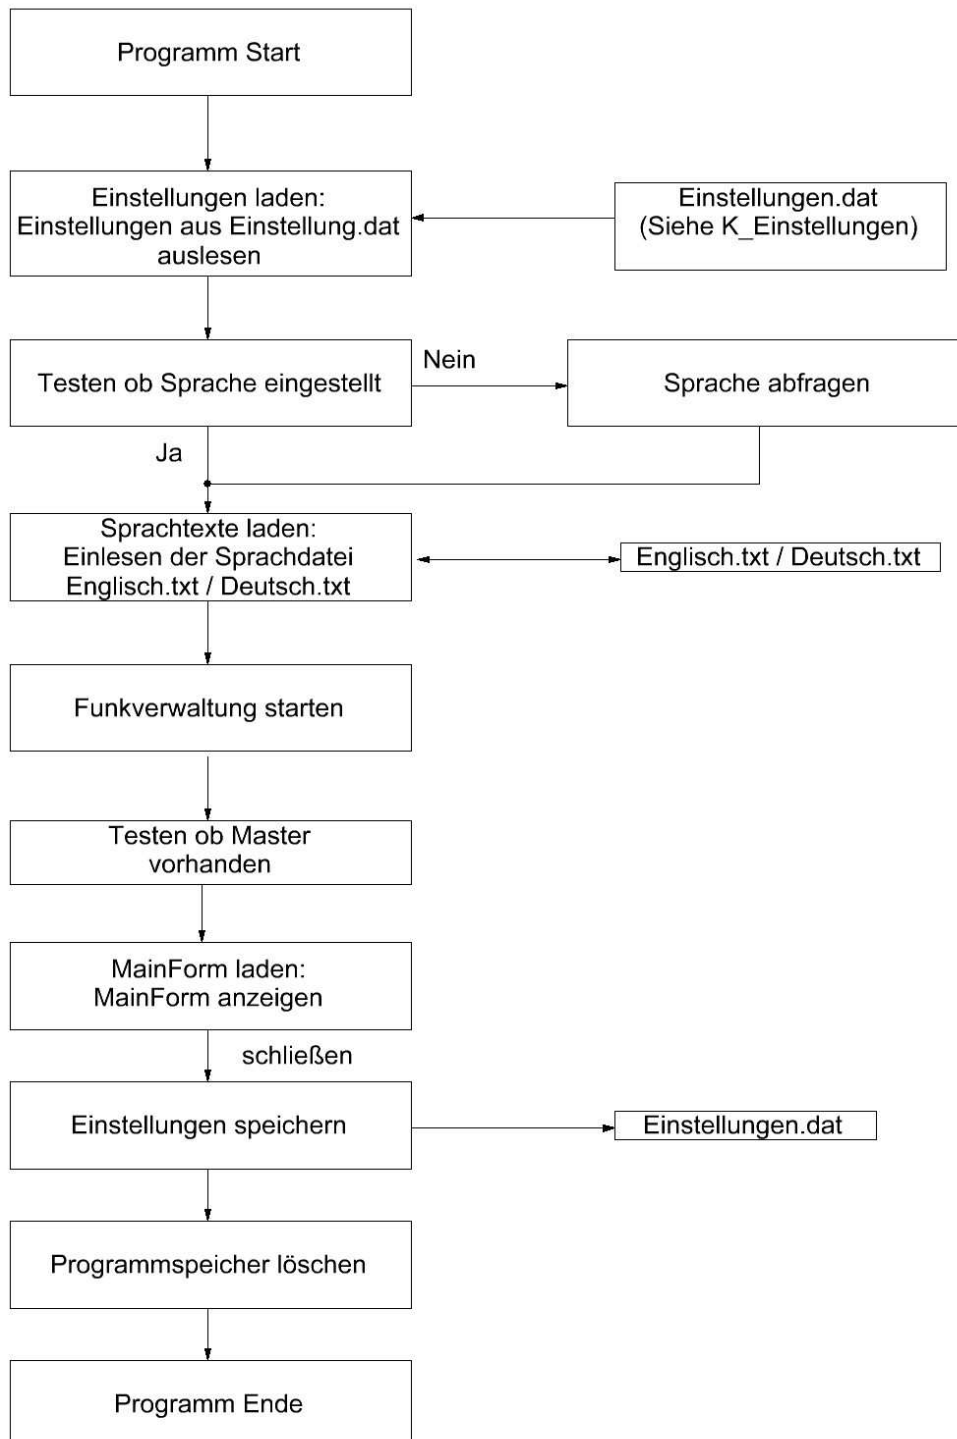 Programm Start
Einstellungen laden:
Einstellungen aus Einstellung.dat
auslesen
Einstellungen.dat
(Siehe K_Einstellungen)
Testen ob Sprache eingestellt
Nein
Sprache abfragen
Ja
Sprachtexte laden:
Einlesen der Sprachdatei
Englisch.txt / Deutsch.txt
Englisch.txt / Deutsch.txt
Funkverwaltung starten
Testen ob Master
vorhanden
MainForm laden:
MainForm anzeigen
schließen
Einstellungen speichern
Einstellungen.dat
Programmspeicher löschen
Programm Ende